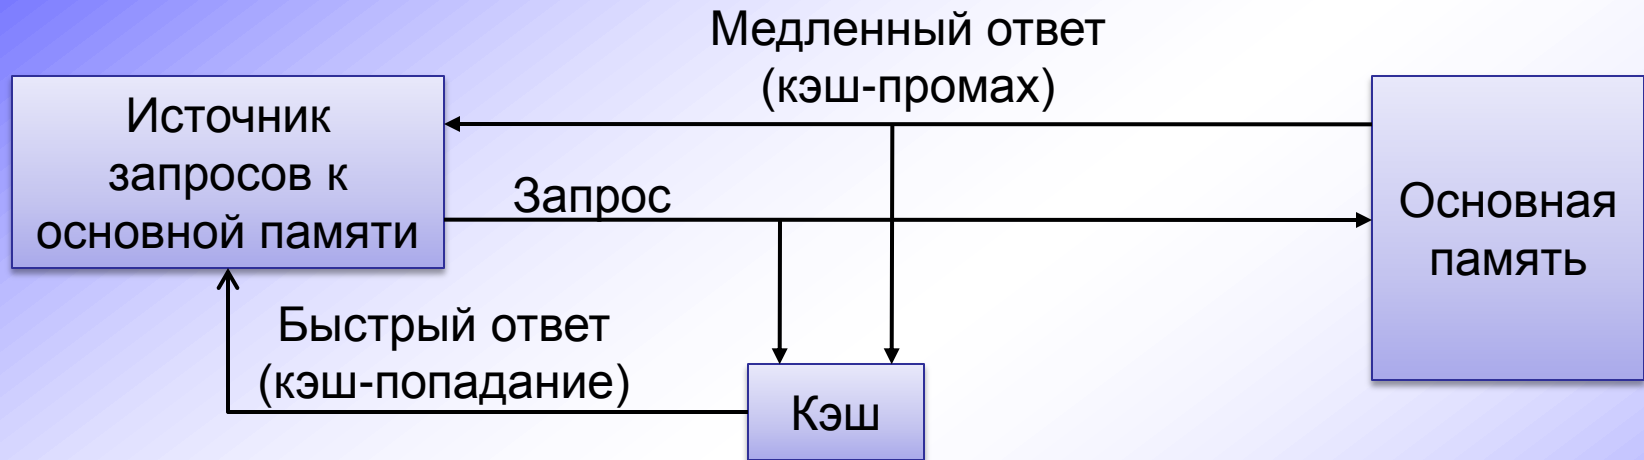 Медленный ответ
(кэш-промах)
Источник
запросов к
основной памяти
Запрос
Основная
память
Быстрый ответ
(кэш-попадание)
Кэш